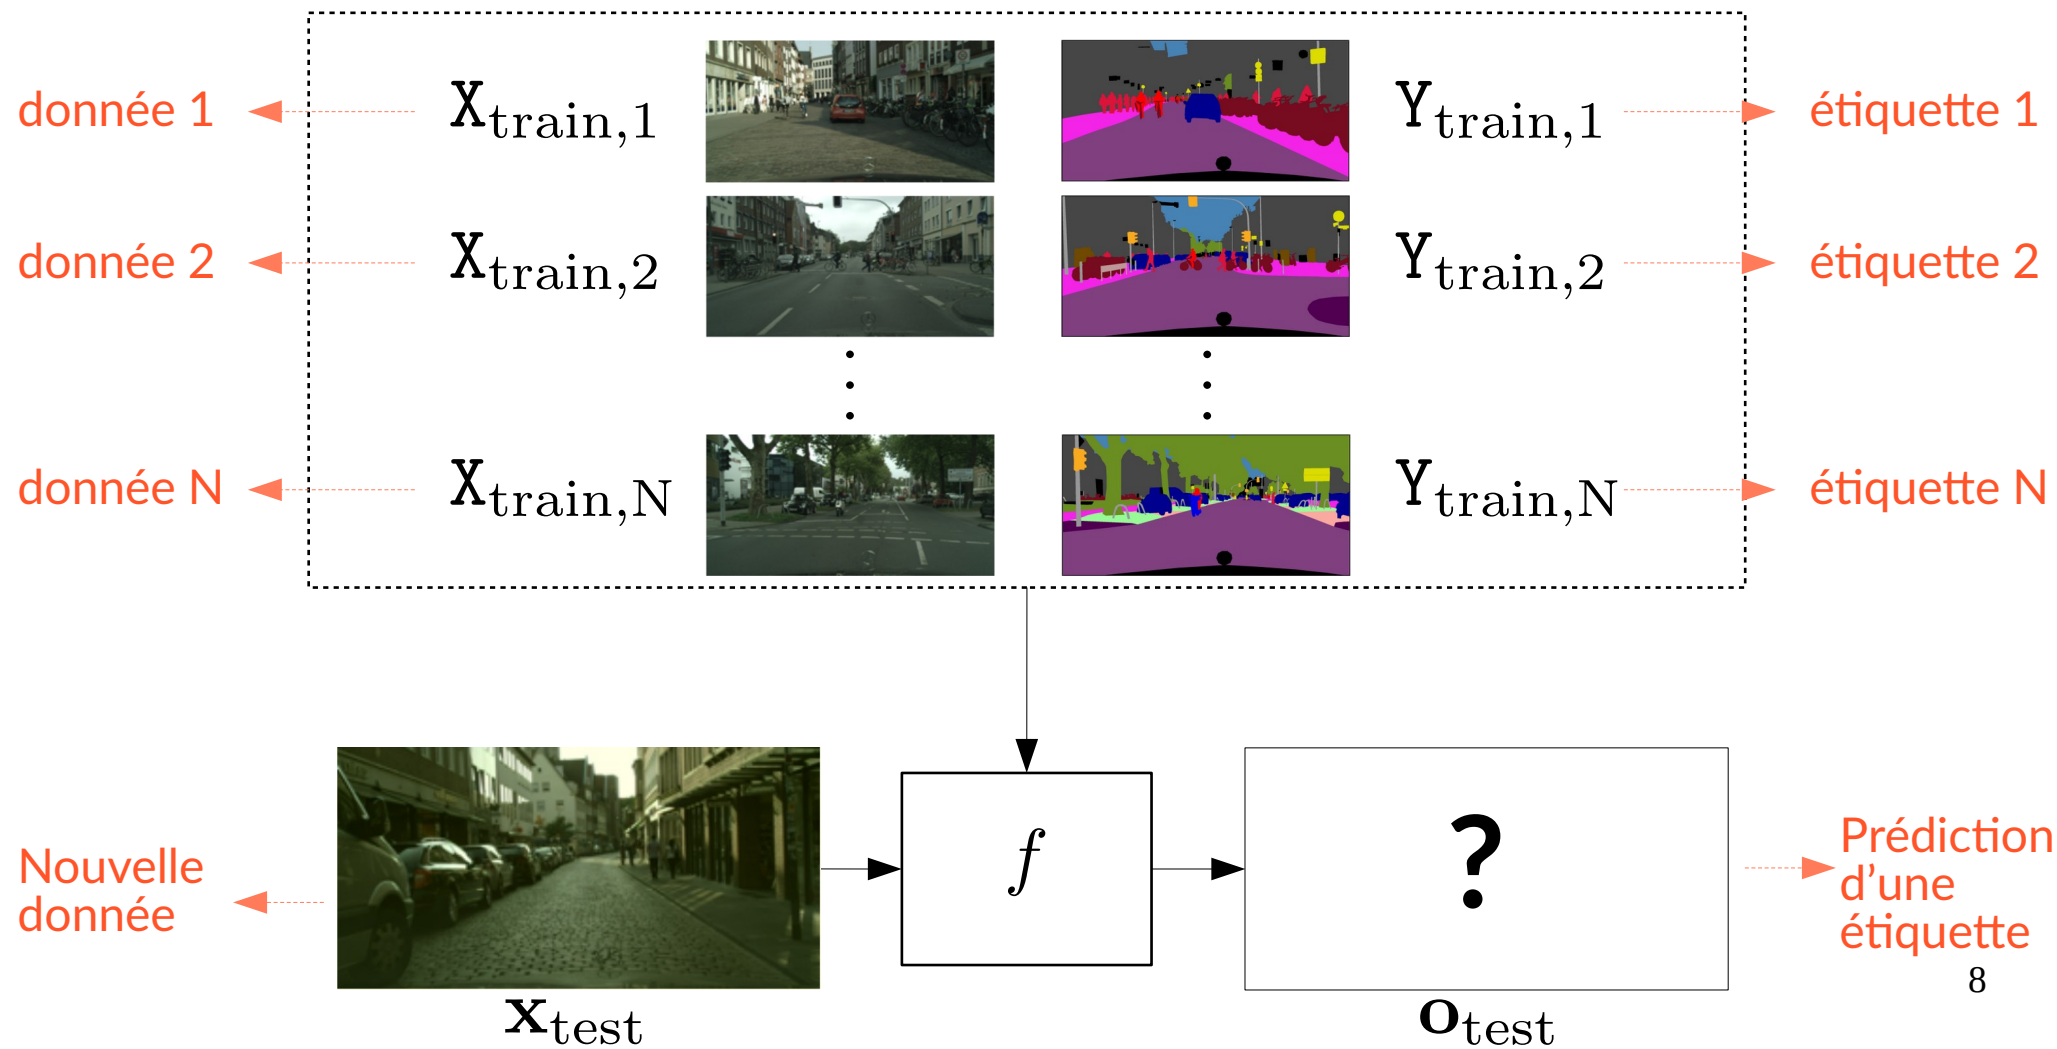 donnée 1 X_train,1 Y_train,1 étiquette 1
donnée 2 X_train,2 Y_train,2 étiquette 2
donnée N X_train,N Y_train,N étiquette N
Nouvelle
donnée
f
?
Prédiction
d’une
étiquette
8
x_test o_test